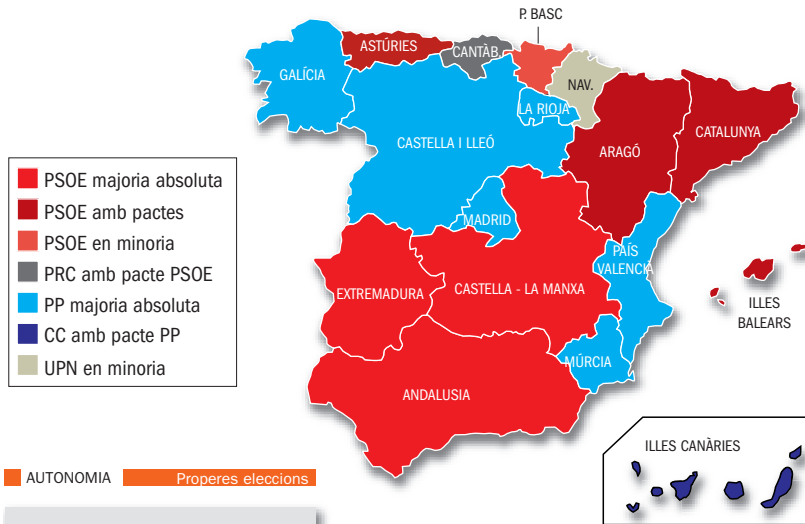 P. BASC
ASTÚRIES
CANTÀB.
GALÍCIA
NAV.
LA RIOJA
CATALUNYA
CASTELLA I LLEÓ
ARAGÓ
PSOE majoria absoluta
PSOE amb pactes
PSOE en minoria
PRC amb pacte PSOE
PP majoria absoluta
CC amb pacte PP
UPN en minoria
MADRID
PAÍS
VALENCIÀ
EXTREMADURA
CASTELLA - LA MANXA
ILLES
BALEARS
MÚRCIA
ANDALUSIA
ILLES CANÀRIES
AUTONOMIA
Properes eleccions